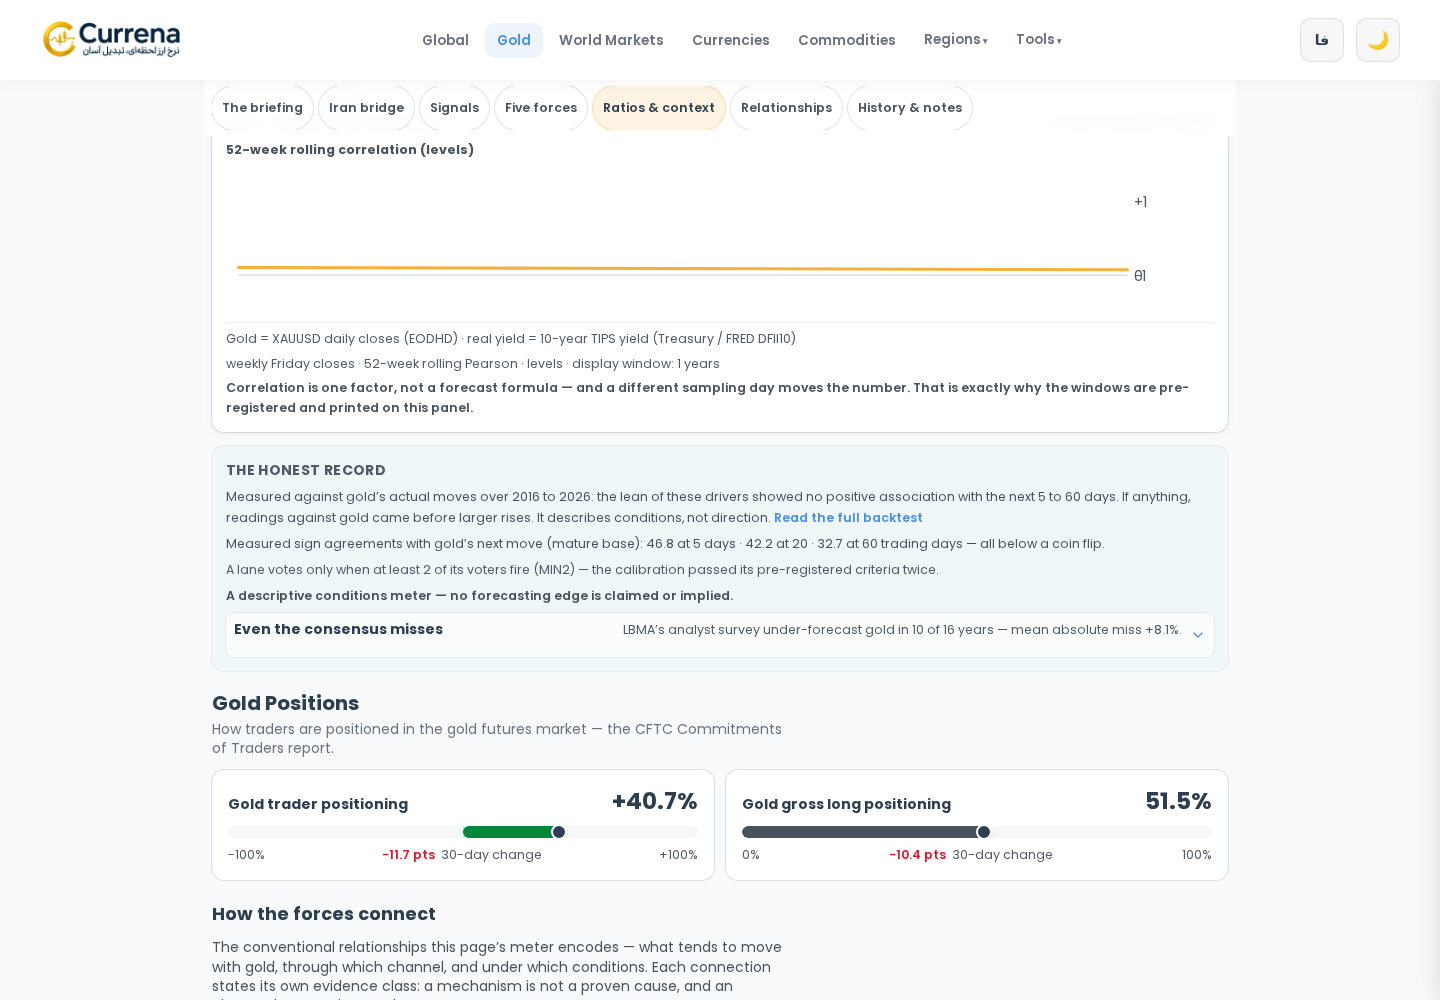 Currena
نرخ ارز لحظه‌ای، تبدیل آسان
Global
Gold
World Markets
Currencies
Commodities
Regions ▾
Tools ▾
فا
The briefing
Iran bridge
Signals
Five forces
Ratios & context
Relationships
History & notes
52-week rolling correlation (levels)
+1
Gold = XAUUSD daily closes (EODHD) · real yield = 10-year TIPS yield (Treasury / FRED DFII10)
weekly Friday closes · 52-week rolling Pearson · levels · display window: 1 years
Correlation is one factor, not a forecast formula — and a different sampling day moves the number. That is exactly why the windows are pre-
registered and printed on this panel.
THE HONEST RECORD
Measured against gold’s actual moves over 2016 to 2026: the lean of these drivers showed no positive association with the next 5 to 60 days. If anything,
readings against gold came before larger rises. It describes conditions, not direction. Read the full backtest
Measured sign agreements with gold’s next move (mature base): 46.8 at 5 days · 42.2 at 20 · 32.7 at 60 trading days — all below a coin flip.
A lane votes only when at least 2 of its voters fire (MIN2) — the calibration passed its pre-registered criteria twice.
A descriptive conditions meter — no forecasting edge is claimed or implied.
Even the consensus misses
LBMA’s analyst survey under-forecast gold in 10 of 16 years — mean absolute miss +8.1%.
Gold Positions
How traders are positioned in the gold futures market — the CFTC Commitments
of Traders report.
Gold trader positioning
+40.7%
-100%
-11.7 pts 30-day change
+100%
Gold gross long positioning
51.5%
0%
-10.4 pts 30-day change
100%
How the forces connect
The conventional relationships this page’s meter encodes — what tends to move
with gold, through which channel, and under which conditions. Each connection
states its own evidence class: a mechanism is not a proven cause, and an